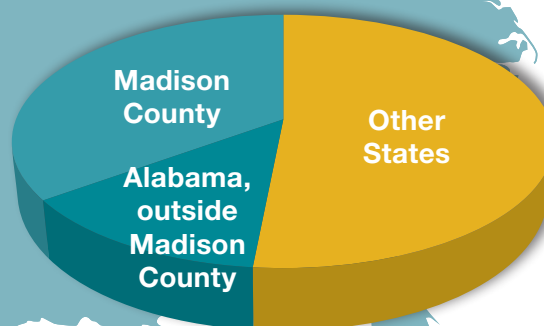 Madison
County
Other
States
Alabama,
outside
Madison
County